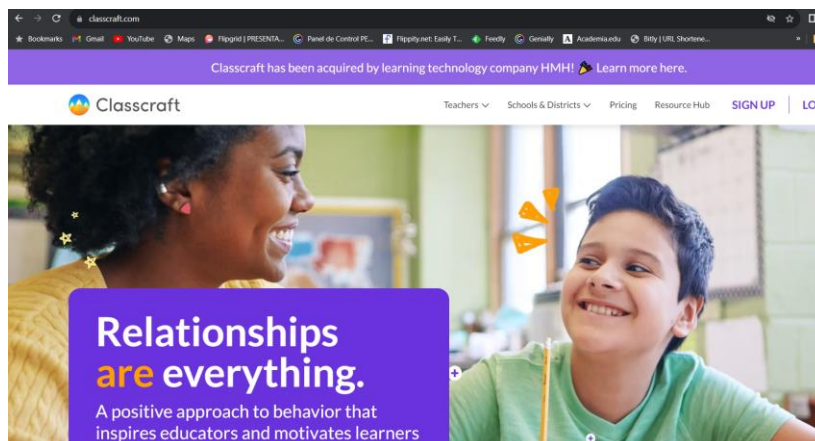 classcraft.com
Bookmarks Gmail YouTube Maps Flipgrid | PRESENTA... Panel de Control PE... Flippity.net: Easily T... Feedly Genially Academia.edu Bitly | URL Shortene... »
Classcraft has been acquired by learning technology company HMH! 🎉 Learn more here.
Classcraft Teachers Schools & Districts Pricing Resource Hub SIGN UP LO
Relationships
are everything.
A positive approach to behavior that
inspires educators and motivates learners